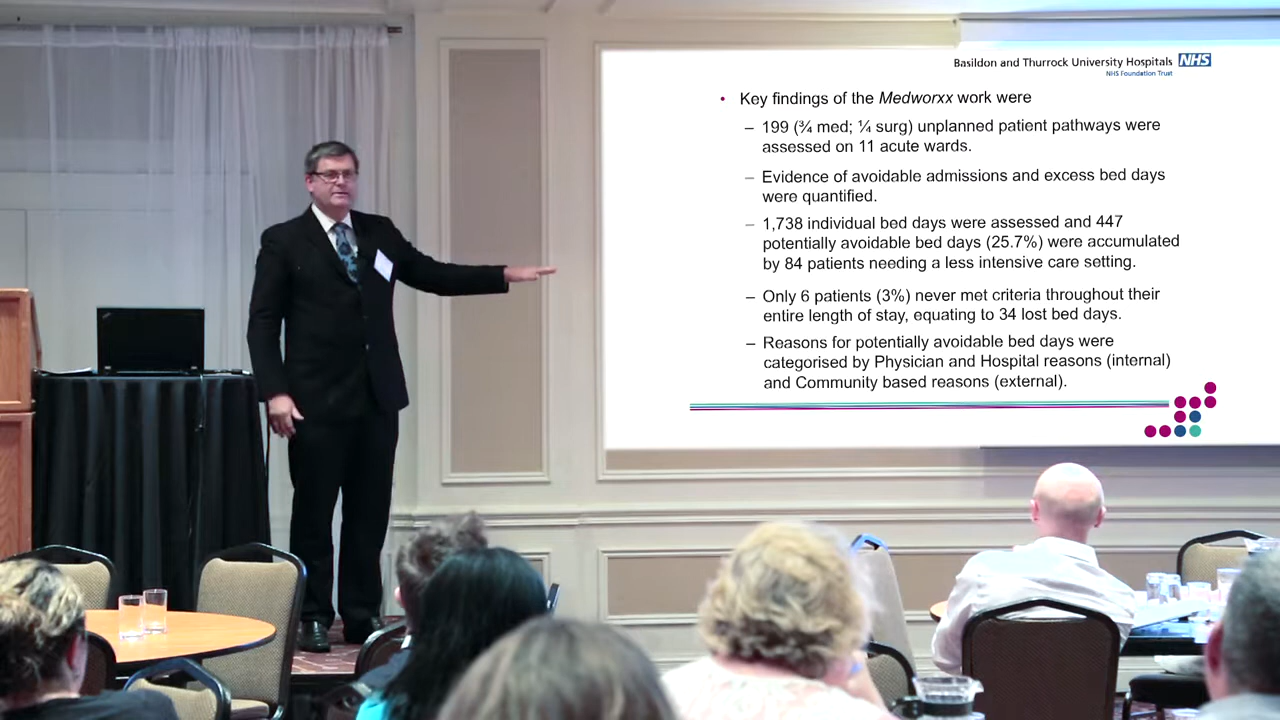 Basildon and Thurrock University Hospitals NHS
NHS Foundation Trust
• Key findings of the Medworxx work were
– 199 (¾ med; ¼ surg) unplanned patient pathways were
assessed on 11 acute wards.
– Evidence of avoidable admissions and excess bed days
were quantified.
– 1,738 individual bed days were assessed and 447
potentially avoidable bed days (25.7%) were accumulated
by 84 patients needing a less intensive care setting.
– Only 6 patients (3%) never met criteria throughout their
entire length of stay, equating to 34 lost bed days.
– Reasons for potentially avoidable bed days were
categorised by Physician and Hospital reasons (internal)
and Community based reasons (external).